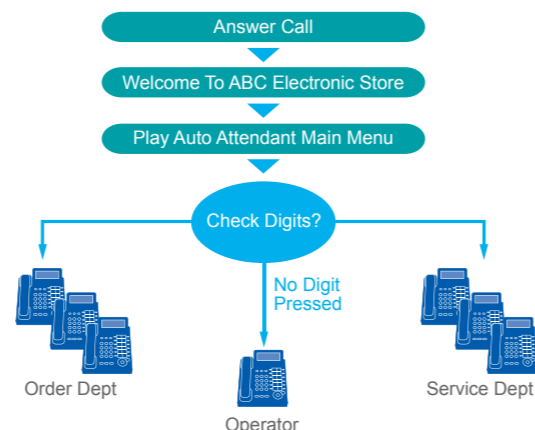 Answer Call
Welcome To ABC Electronic Store
Play Auto Attendant Main Menu
Check Digits?
No Digit
Pressed
Order Dept
Service Dept
Operator